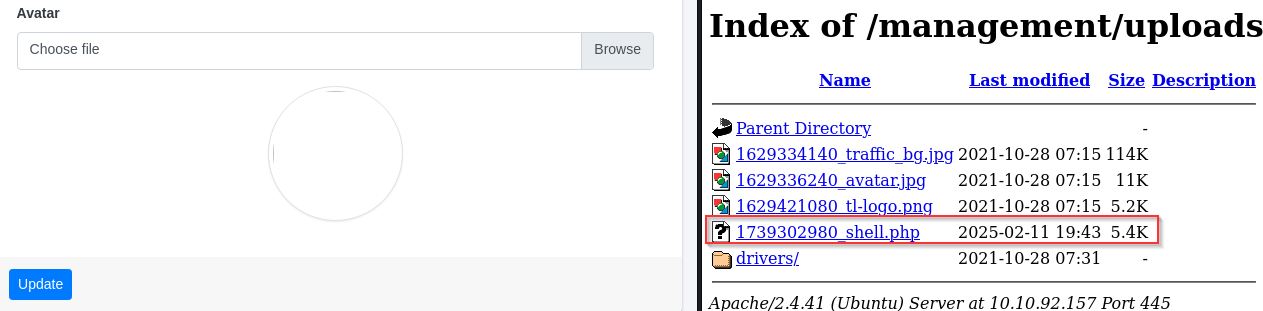 Avatar
Choose file
Browse
Update
Index of /management/uploads
Name Last modified Size Description
Parent Directory -
1629334140_traffic_bg.jpg 2021-10-28 07:15 114K
1629336240_avatar.jpg 2021-10-28 07:15 11K
1629421080_tl-logo.png 2021-10-28 07:15 5.2K
1739302980_shell.php 2025-02-11 19:43 5.4K
drivers/ 2021-10-28 07:31 -
Apache/2.4.41 (Ubuntu) Server at 10.10.92.157 Port 445